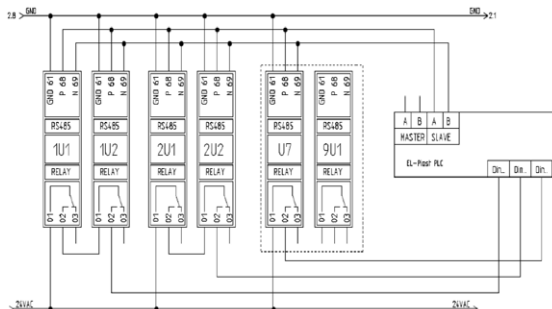 2.8 GND GND 2.1
GND 61 P 68 N 69 GND 61 P 68 N 69 GND 61 P 68 N 69 GND 61 P 68 N 69 GND 61 P 68 N 69 GND 61 P 68 N 69
RS485 RS485 RS485 RS485 RS485 RS485
1U1 1U2 2U1 2U2 U7 9U1
RELAY RELAY RELAY RELAY RELAY RELAY
01 02 03 01 02 03 01 02 03 01 02 03 01 02 03 01 02 03
A B A B
MASTER SLAVE
EL-Piast PLC
Din.. Din.. Din..
24VAC 24VAC